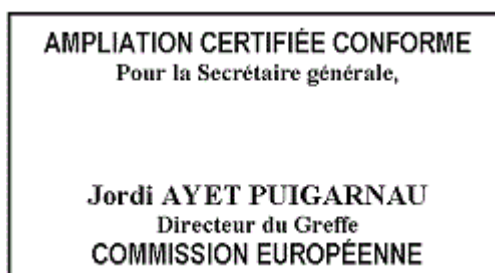 AMPLIATION CERTIFIÉE CONFORME
Pour la Secrétaire générale,
Jordi AYET PUIGARNAU
Directeur du Greffe
COMMISSION EUROPÉENNE